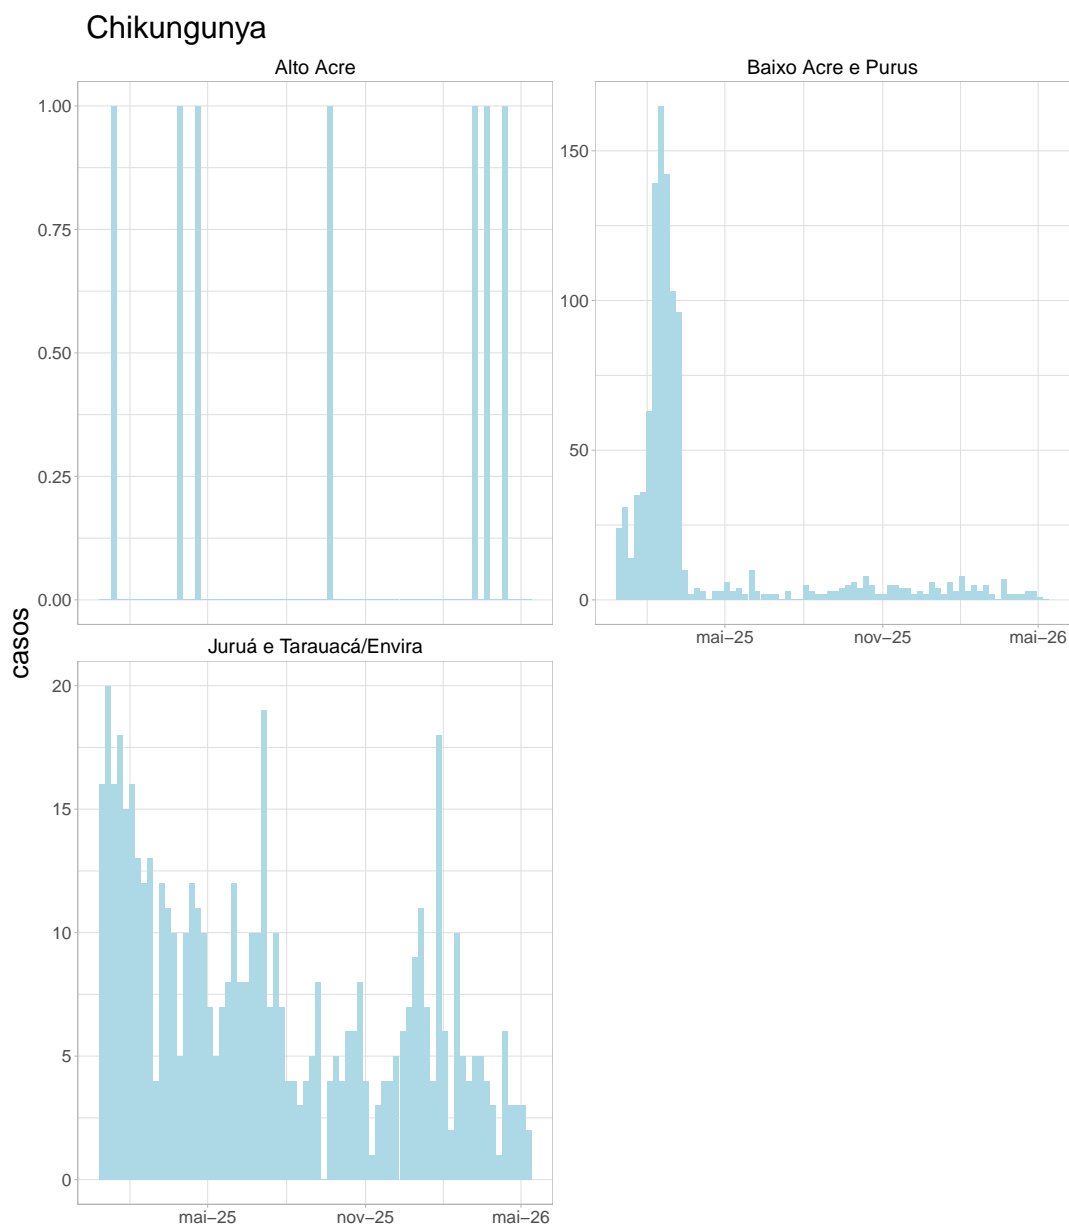 Chikungunya
Alto Acre
Baixo Acre e Purus
1.00
0.75
0.50
0.25
0.00
150
100
50
0
mai−25
nov−25
mai−26
casos
Juruá e Tarauacá/Envira
20
15
10
5
0
mai−25
nov−25
mai−26